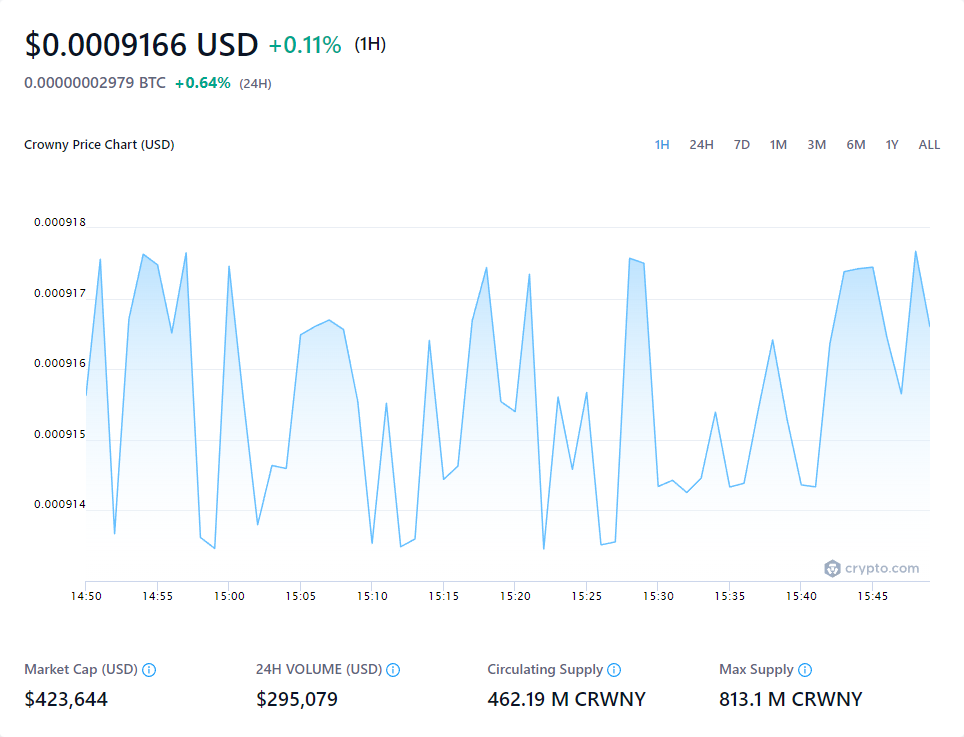 $0.0009166 USD +0.11% (1H)
0.00000002979 BTC +0.64% (24H)
Crowny Price Chart (USD) 1H 24H 7D 1M 3M 6M 1Y ALL
0.000918
0.000917
0.000916
0.000915
0.000914
crypto.com
14:50 14:55 15:00 15:05 15:10 15:15 15:20 15:25 15:30 15:35 15:40 15:45
Market Cap (USD) 24H VOLUME (USD) Circulating Supply Max Supply
$423,644 $295,079 462.19 M CRWNY 813.1 M CRWNY